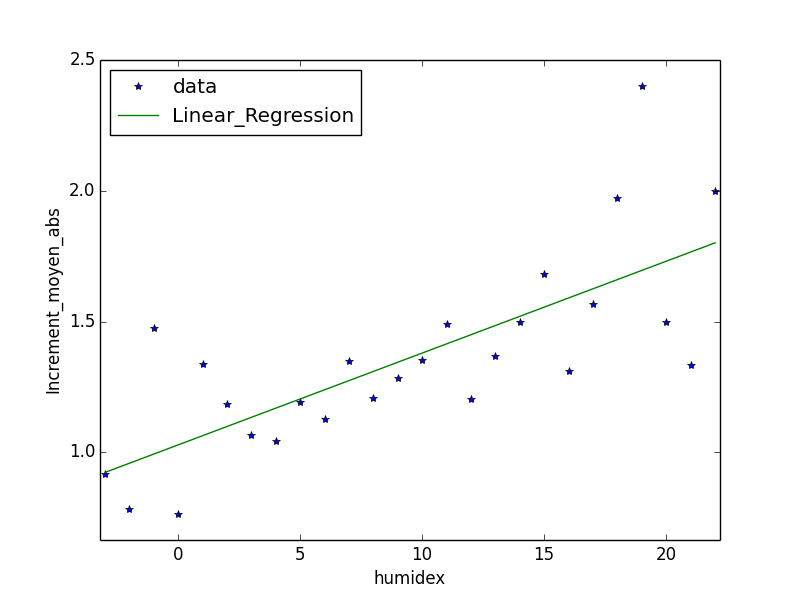 2.5
data
Linear_Regression
2.0
1.5
1.0
Increment_moyen_abs
0 5 10 15 20
humidex